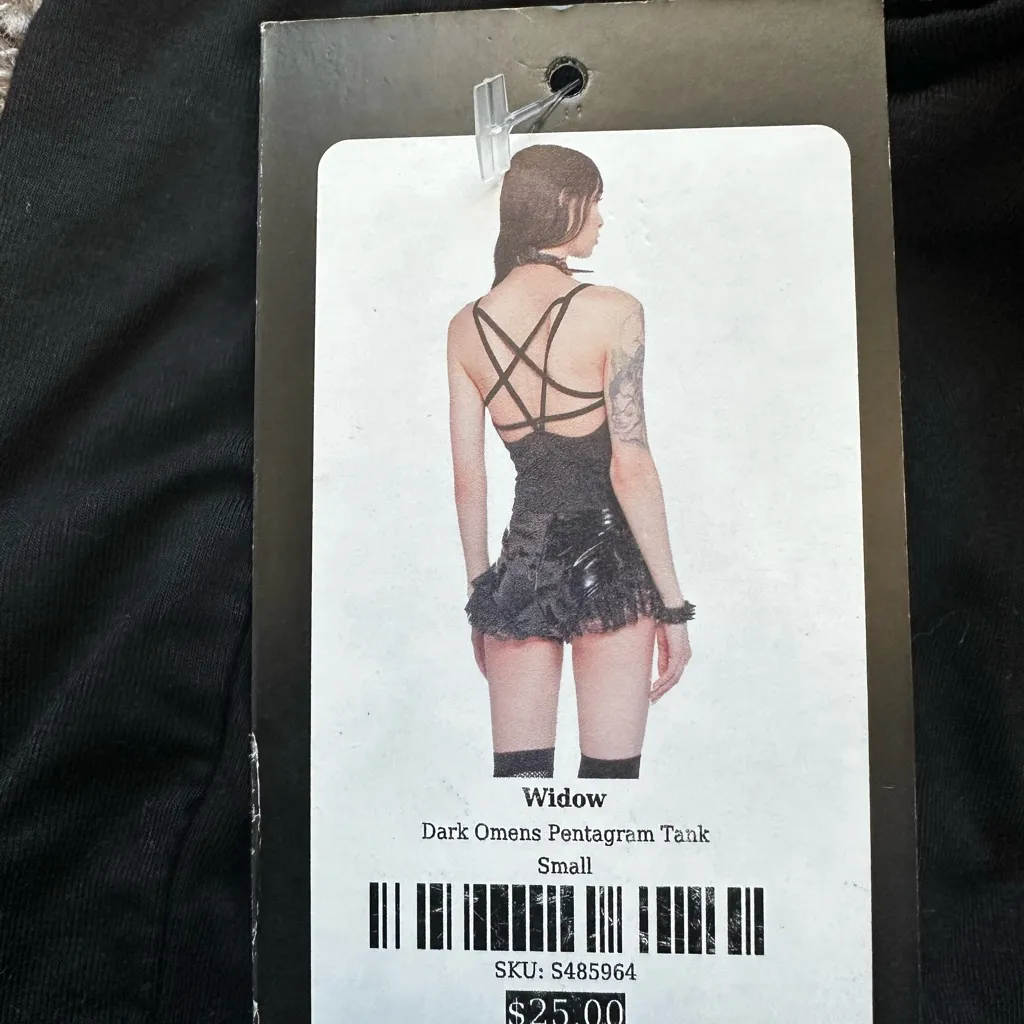 Widow
Dark Omens Pentagram Tank
Small
SKU: S485964
$25.00